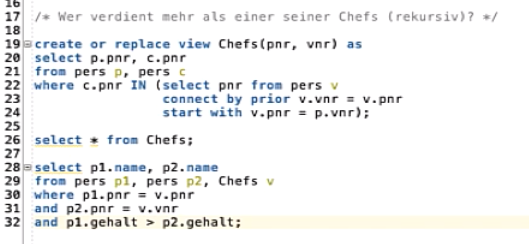 16
17 /* Wer verdient mehr als einer seiner Chefs (rekursiv)? */
18
19 create or replace view Chefs(pnr, vnr) as
20 select p.pnr, c.pnr
21 from pers p, pers c
22 where c.pnr IN (select pnr from pers v
23 connect by prior v.vnr = v.pnr
24 start with v.pnr = p.vnr);
25
26 select * from Chefs;
27
28 select p1.name, p2.name
29 from pers p1, pers p2, Chefs v
30 where p1.pnr = v.pnr
31 and p2.pnr = v.vnr
32 and p1.gehalt > p2.gehalt;